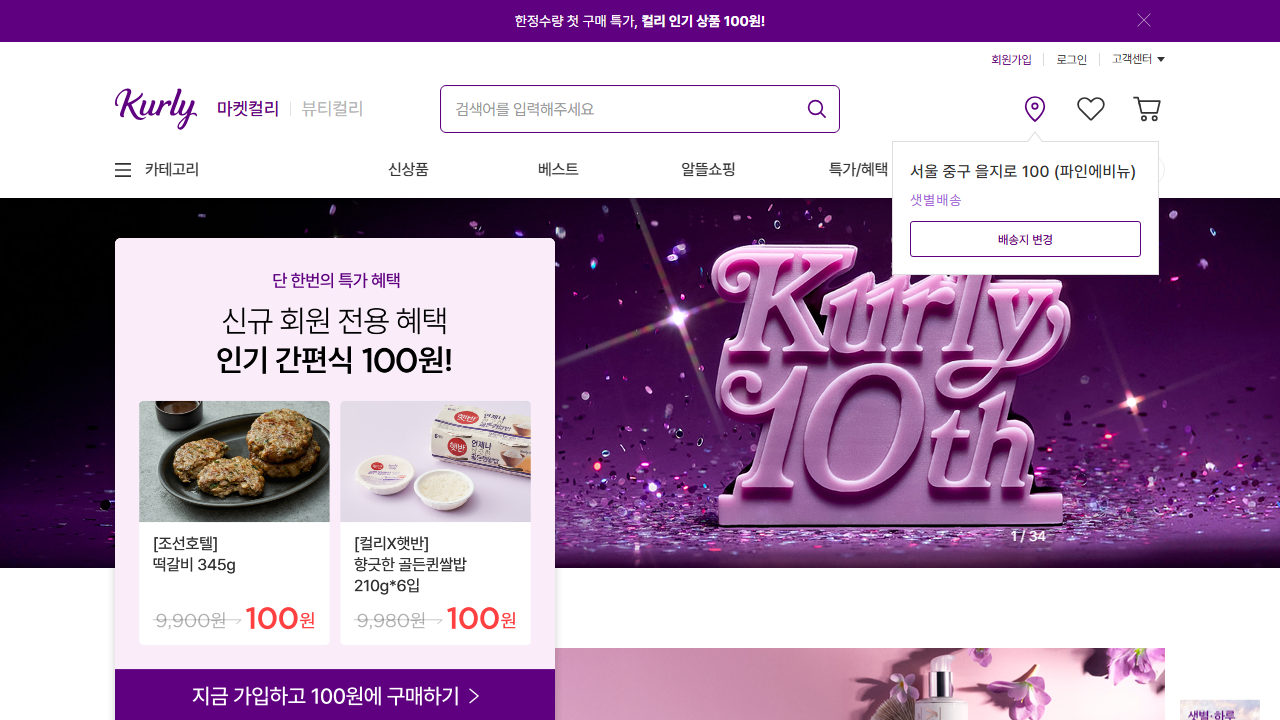 한정수량 첫 구매 특가, 컬리 인기 상품 100원!
회원가입
로그인
고객센터
Kurly
마켓컬리
뷰티컬리
검색어를 입력해주세요
카테고리
신상품
베스트
알뜰쇼핑
특가/혜택
서울 중구 을지로 100 (파인에비뉴)
샛별배송
배송지 변경
단 한번의 특가 혜택
신규 회원 전용 혜택
인기 간편식 100원!
Kurly
10th
햇반
햇반
언제나
햇반
[조선호텔]
떡갈비 345g
9,900원 → 100원
[컬리X햇반]
향긋한 골든퀸쌀밥
210g*6입
9,980원 → 100원
1 / 34
지금 가입하고 100원에 구매하기
샛별·하루